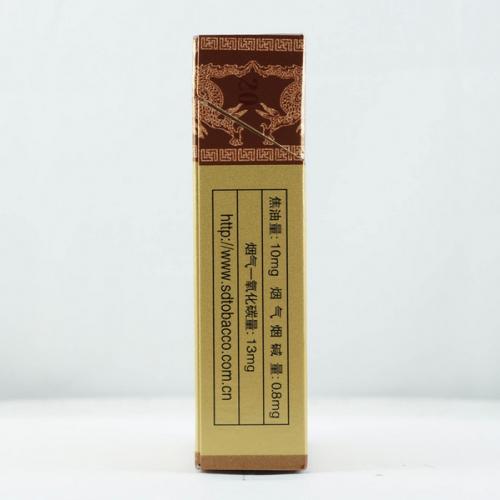 20
焦油量: 10mg 烟气烟碱量: 0.8mg
烟气一氧化碳量: 13mg
http://www.sdtobacco.com.cn